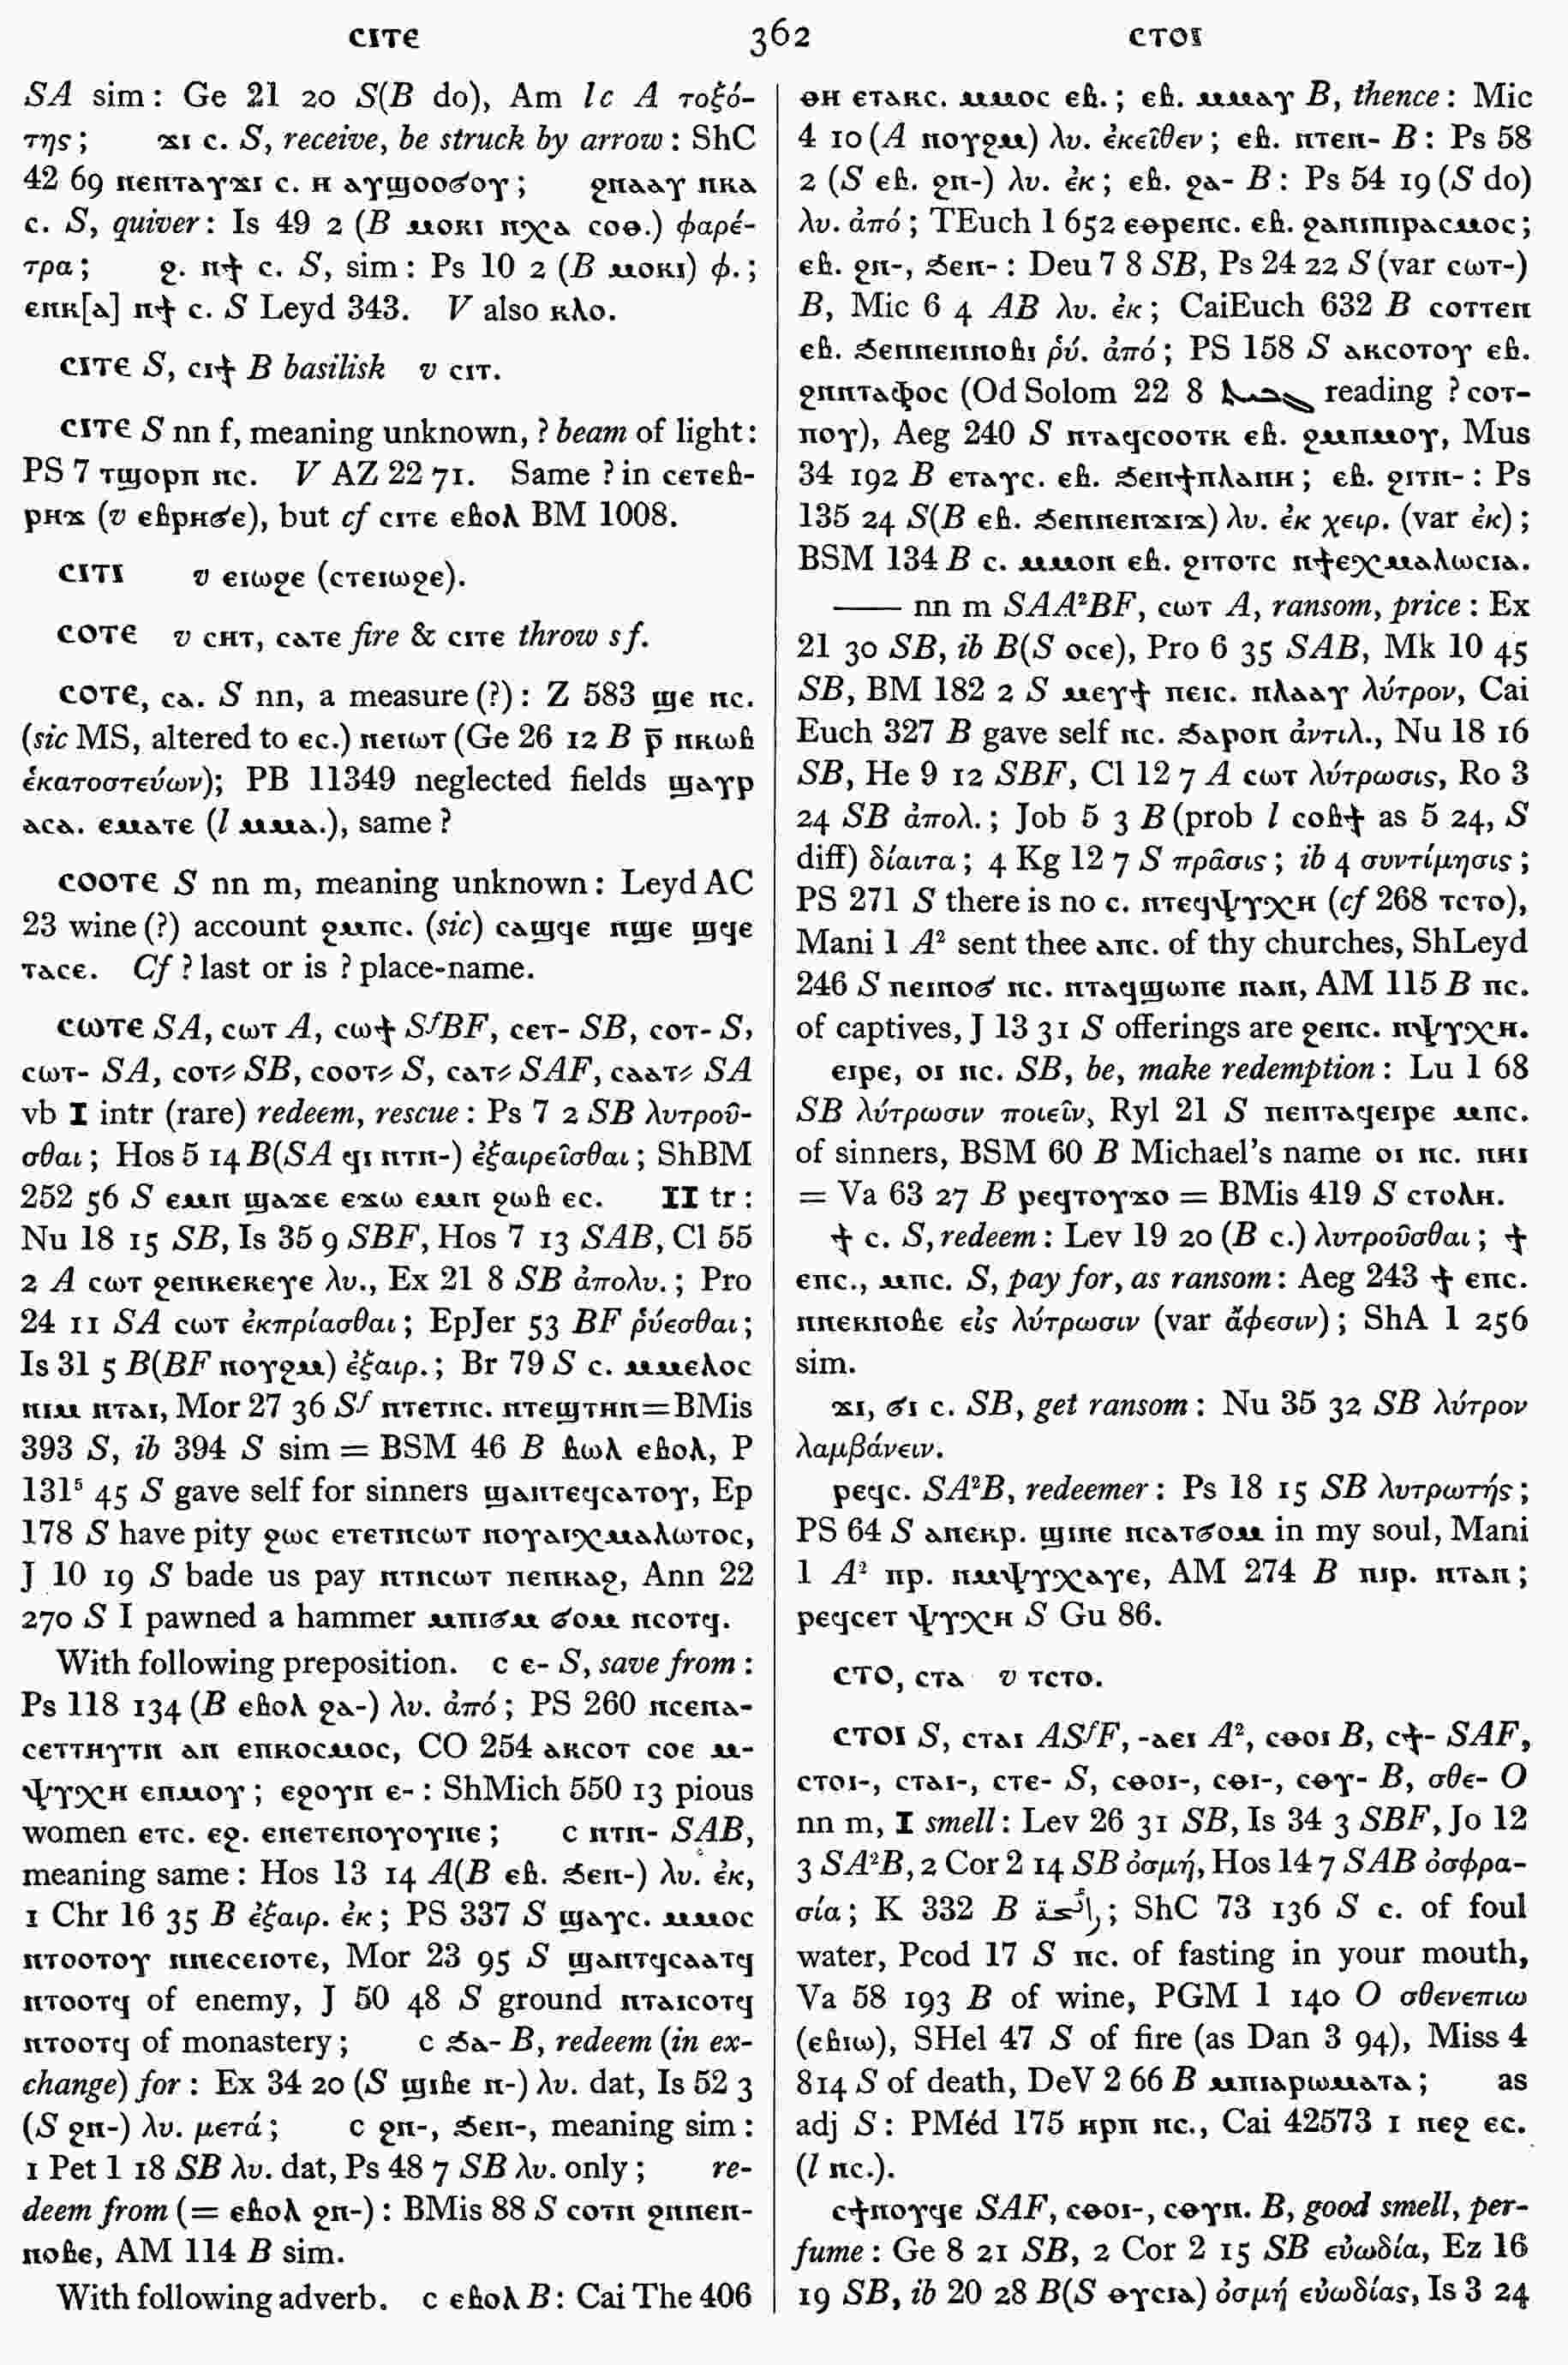 ⲥⲓⲧⲉ 362 ⲥⲧⲟⲓ
SA sim: Ge 21 20 S(B do), Am lc A τοξό-
της; ϫⲓ ⲥ. S, receive, be struck by arrow: ShC
42 69 ⲛⲉⲛⲧⲁⲩϫⲓ ⲥ. ⲏ ⲁⲩϣⲟⲟϭⲟⲩ; ϩⲛⲁⲁⲩ ⲛⲕⲁ
ⲥ. S, quiver: Is 49 2 (B ⲙⲟⲕⲓ ⲛⲭⲁ ⲥⲟⲑ.) φαρέ-
τρα; ϩ. ⲛϯ ⲥ. S, sim: Ps 10 2 (B ⲙⲟⲕⲓ) φ.;
ⲉⲛⲕ[ⲁ] ⲛϯ ⲥ. S Leyd 343. V also ⲕⲗⲟ.
ⲥⲓⲧⲉ S, ⲥⲓϯ B basilisk v ⲥⲓⲧ.
ⲥⲓⲧⲉ S nn f, meaning unknown, ? beam of light:
PS 7 ⲧϣⲟⲣⲡ ⲛⲥ. V AZ 22 71. Same ? in ⲥⲉⲧⲉⲃ-
ⲣⲏϫ (v ⲉⲃⲣⲏϭⲉ), but cf ⲥⲓⲧⲉ ⲉⲃⲟⲗ BM 1008.
ⲥⲓⲧⲓ v ⲉⲓⲱϩⲉ (ⲥⲧⲉⲓⲱϩⲉ).
ⲥⲟⲧⲉ v ⲥⲏⲧ, ⲥⲁⲧⲉ fire & ⲥⲓⲧⲉ throw sf.
ⲥⲟⲧⲉ, ⲥⲁ. S nn, a measure (?): Z 583 ϣⲉ ⲛⲥ.
(sic MS, altered to ⲉⲥ.) ⲛⲉⲓⲱⲧ (Ge 26 12 B ⲣ̅ ⲛⲕⲱⲃ
ἑκατοστεύων); PB 11349 neglected fields ϣⲁⲩⲣ
ⲁⲥⲁ. ⲉⲙⲁⲧⲉ (l ⲙⲙⲁ.), same ?
ⲥⲟⲟⲧⲉ S nn m, meaning unknown: Leyd AC
23 wine (?) account ϩⲙⲡⲥ. (sic) ⲥⲁϣϥⲉ ⲛϣⲉ ϣϥⲉ
ⲧⲁⲥⲉ. Cf ? last or is ? place-name.
ⲥⲱⲧⲉ SA, ⲥⲱⲧ A, ⲥⲱϯ SᶠBF, ⲥⲉⲧ- SB, ⲥⲟⲧ- S,
ⲥⲱⲧ- SA, ⲥⲟⲧ⸗ SB, ⲥⲟⲟⲧ⸗ S, ⲥⲁⲧ⸗ SAF, ⲥⲁⲁⲧ⸗ SA
vb I intr (rare) redeem, rescue: Ps 7 2 SB λυτροῦ-
σθαι; Hos 5 14 B(SA ϥⲓ ⲛⲧⲛ-) ἐξαιρεῖσθαι; ShBM
252 56 S ⲉⲙⲛ ϣⲁϫⲉ ⲉϫⲱ ⲉⲙⲛ ϩⲱⲃ ⲉⲥ. II tr:
Nu 18 15 SB, Is 35 9 SBF, Hos 7 13 SAB, Cl 55
2 A ⲥⲱⲧ ϩⲉⲛⲕⲉⲕⲉⲩⲉ λυ., Ex 21 8 SB ἀπολυ.; Pro
24 11 SA ⲥⲱⲧ ἐκπρίασθαι; EpJer 53 BF ῥύεσθαι;
Is 31 5 B(BF ⲛⲟⲩϩⲙ) ἐξαιρ.; Br 79 S ⲥ. ⲙⲙⲉⲗⲟⲥ
ⲛⲓⲙ ⲛⲧⲁⲓ, Mor 27 36 Sᶠ ⲛⲧⲉⲧⲛⲥ. ⲛⲧⲉϣⲧⲏⲛ=BMis
393 S, ib 394 S sim = BSM 46 B ⲃⲱⲗ ⲉⲃⲟⲗ, P
131⁵ 45 S gave self for sinners ϣⲁⲛⲧⲉϥⲥⲁⲧⲟⲩ, Ep
178 S have pity ϩⲱⲥ ⲉⲧⲉⲧⲛⲥⲱⲧ ⲛⲟⲩⲁⲓⲭⲙⲁⲗⲱⲧⲟⲥ,
J 10 19 S bade us pay ⲛⲧⲛⲥⲱⲧ ⲡⲉⲛⲕⲁϩ, Ann 22
270 S I pawned a hammer ⲙⲡⲓϭⲙ ϭⲟⲙ ⲛⲥⲟⲧϥ.
With following preposition. ⲥ ⲉ- S, save from:
Ps 118 134 (B ⲉⲃⲟⲗ ϩⲁ-) λυ. ἀπό; PS 260 ⲛⲥⲉⲛⲁ-
ⲥⲉⲧⲧⲏⲩⲧⲛ ⲁⲛ ⲉⲡⲕⲟⲥⲙⲟⲥ, CO 254 ⲁⲕⲥⲟⲧ ⲥⲟⲉ ⲙ-
ⲯⲩⲭⲏ ⲉⲡⲙⲟⲩ; ⲉϩⲟⲩⲛ ⲉ-: ShMich 550 13 pious
women ⲉⲧⲥ. ⲉϩ. ⲉⲡⲉⲧⲉⲛⲟⲩⲟⲩⲛⲉ; ⲥ ⲛⲧⲛ- SAB,
meaning same: Hos 13 14 A(B ⲉⲃ. ϧⲉⲛ-) λυ. ἐκ,
1 Chr 16 35 B ἐξαιρ. ἐκ; PS 337 S ϣⲁⲩⲥ. ⲙⲙⲟⲥ
ⲛⲧⲟⲟⲧⲟⲩ ⲛⲛⲉⲥⲉⲓⲟⲧⲉ, Mor 23 95 S ϣⲁⲛⲧϥⲥⲁⲁⲧϥ
ⲛⲧⲟⲟⲧϥ of enemy, J 50 48 S ground ⲛⲧⲁⲓⲥⲟⲧϥ
ⲛⲧⲟⲟⲧϥ of monastery; ⲥ ϧⲁ- B, redeem (in ex-
change) for: Ex 34 20 (S ϣⲓⲃⲉ ⲛ-) λυ. dat, Is 52 3
(S ϩⲛ-) λυ. μετά; ⲥ ϩⲛ-, ϧⲉⲛ-, meaning sim:
1 Pet 1 18 SB λυ. dat, Ps 48 7 SB λυ. only; re-
deem from (= ⲉⲃⲟⲗ ϩⲛ-): BMis 88 S ⲥⲟⲧⲛ ϩⲛⲛⲉⲛ-
ⲛⲟⲃⲉ, AM 114 B sim.
With following adverb. ⲥ ⲉⲃⲟⲗ B: Cai The 406
ⲑⲏ ⲉⲧⲁⲕⲥ. ⲙⲙⲟⲥ ⲉⲃ.; ⲉⲃ. ⲙⲙⲁⲩ B, thence: Mic
4 10 (A ⲛⲟⲩϩⲙ) λυ. ἐκεῖθεν; ⲉⲃ. ⲛⲧⲉⲛ- B: Ps 58
2 (S ⲉⲃ. ϩⲛ-) λυ. ἐκ; ⲉⲃ. ϩⲁ- B: Ps 54 19 (S do)
λυ. ἀπό; TEuch 1 652 ⲉⲑⲣⲉⲛⲥ. ⲉⲃ. ϩⲁⲛⲡⲓⲣⲁⲥⲙⲟⲥ;
ⲉⲃ. ϩⲛ-, ϧⲉⲛ-: Deu 7 8 SB, Ps 24 22 S (var ⲥⲱⲧ-)
B, Mic 6 4 AB λυ. ἐκ; CaiEuch 632 B ⲥⲟⲧⲧⲉⲛ
ⲉⲃ. ϧⲉⲛⲛⲉⲛⲛⲟⲃⲓ ῥύ. ἀπό; PS 158 S ⲁⲕⲥⲟⲧⲟⲩ ⲉⲃ.
ϩⲛⲛⲧⲁⲫⲟⲥ (Od Solom 22 8 reading ? ⲥⲟⲧ-
ⲡⲟⲩ), Aeg 240 S ⲛⲧⲁϥⲥⲟⲟⲧⲕ ⲉⲃ. ϩⲙⲡⲙⲟⲩ, Mus
34 192 B ⲉⲧⲁⲩⲥ. ⲉⲃ. ϧⲉⲛϯⲡⲗⲁⲛⲏ; ⲉⲃ. ϩⲓⲧⲛ-: Ps
135 24 S(B ⲉⲃ. ϧⲉⲛⲛⲉⲛϫⲓϫ) λυ. ἐκ χειρ. (var ἐκ);
BSM 134 B ⲥ. ⲙⲙⲟⲛ ⲉⲃ. ϩⲓⲧⲟⲧⲥ ⲛϯⲉⲭⲙⲁⲗⲱⲥⲓⲁ.
—— nn m SAA²BF, ⲥⲱⲧ A, ransom, price: Ex
21 30 SB, ib B(S ⲟⲥⲉ), Pro 6 35 SAB, Mk 10 45
SB, BM 182 2 S ⲙⲉⲩϯ ⲡⲉⲓⲥ. ⲛⲗⲁⲁⲩ λύτρον, Cai
Euch 327 B gave self ⲛⲥ. ϧⲁⲣⲟⲛ ἀντιλ., Nu 18 16
SB, He 9 12 SBF, Cl 12 7 A ⲥⲱⲧ λύτρωσις, Ro 3
24 SB ἀπολ.; Job 5 3 B (prob l ⲥⲟⲃϯ as 5 24, S
diff) δίαιτα; 4 Kg 12 7 S πρᾶσις; ib 4 συντίμησις;
PS 271 S there is no ⲥ. ⲛⲧⲉϥⲯⲩⲭⲏ (cf 268 ⲧⲥⲧⲟ),
Mani 1 A² sent thee ⲁⲡⲥ. of thy churches, ShLeyd
246 S ⲡⲉⲓⲛⲟϭ ⲛⲥ. ⲛⲧⲁϥϣⲱⲡⲉ ⲛⲁⲛ, AM 115 B ⲡⲥ.
of captives, J 13 31 S offerings are ϩⲉⲛⲥ. ⲙⲯⲩⲭⲏ.
ⲉⲓⲣⲉ, ⲟⲓ ⲛⲥ. SB, be, make redemption: Lu 1 68
SB λύτρωσιν ποιεῖν, Ryl 21 S ⲡⲉⲛⲧⲁϥⲉⲓⲣⲉ ⲙⲡⲥ.
of sinners, BSM 60 B Michael's name ⲟⲓ ⲛⲥ. ⲛⲏⲓ
= Va 63 27 B ⲣⲉϥⲧⲟⲩϫⲟ = BMis 419 S ⲥⲧⲟⲗⲏ.
ϯ ⲥ. S, redeem: Lev 19 20 (B ⲥ.) λυτροῦσθαι; ϯ
ⲉⲡⲥ., ⲙⲡⲥ. S, pay for, as ransom: Aeg 243 ϯ ⲉⲡⲥ.
ⲛⲛⲉⲕⲛⲟⲃⲉ εἰς λύτρωσιν (var ἄφεσιν); ShA 1 256
sim.
ϫⲓ, ϭⲓ ⲥ. SB, get ransom: Nu 35 32 SB λύτρον
λαμβάνειν.
ⲣⲉϥⲥ. SA²B, redeemer: Ps 18 15 SB λυτρωτής;
PS 64 S ⲁⲡⲉⲕⲣ. ϣⲓⲛⲉ ⲛⲥⲁⲧϭⲟⲙ in my soul, Mani
1 A² ⲡⲣ. ⲛⲙⲯⲩⲭⲁⲩⲉ, AM 274 B ⲡⲓⲣ. ⲛⲧⲁⲛ;
ⲣⲉϥⲥⲉⲧ ⲯⲩⲭⲏ S Gu 86.
ⲥⲧⲟ, ⲥⲧⲁ v ⲧⲥⲧⲟ.
ⲥⲧⲟⲓ S, ⲥⲧⲁⲓ ASᶠF, -ⲁⲉⲓ A², ⲥⲑⲟⲓ B, ⲥϯ- SAF,
ⲥⲧⲟⲓ-, ⲥⲧⲁⲓ-, ⲥⲧⲉ- S, ⲥⲑⲟⲓ-, ⲥⲑⲓ-, ⲥⲑⲩ- B, σθε- O
nn m, I smell: Lev 26 31 SB, Is 34 3 SBF, Jo 12
3 SA²B, 2 Cor 2 14 SB ὀσμή, Hos 14 7 SAB ὀσφρα-
σία; K 332 B رائحة; ShC 73 136 S ⲥ. of foul
water, Pcod 17 S ⲡⲥ. of fasting in your mouth,
Va 58 193 B of wine, PGM 1 140 O σθενεπιω
(ⲉⲃⲓⲱ), SHel 47 S of fire (as Dan 3 94), Miss 4
814 S of death, DeV 2 66 B ⲙⲡⲓⲁⲣⲱⲙⲁⲧⲁ; as
adj S: PMéd 175 ⲏⲣⲡ ⲛⲥ., Cai 42573 1 ⲛⲉϩ ⲉⲥ.
(l ⲛⲥ.).
ⲥϯⲛⲟⲩϥⲉ SAF, ⲥⲑⲟⲓ-, ⲥⲑⲩⲛ. B, good smell, per-
fume: Ge 8 21 SB, 2 Cor 2 15 SB εὐωδία, Ez 16
19 SB, ib 20 28 B(S ⲑⲩⲥⲓⲁ) ὀσμή εὐωδίας, Is 3 24